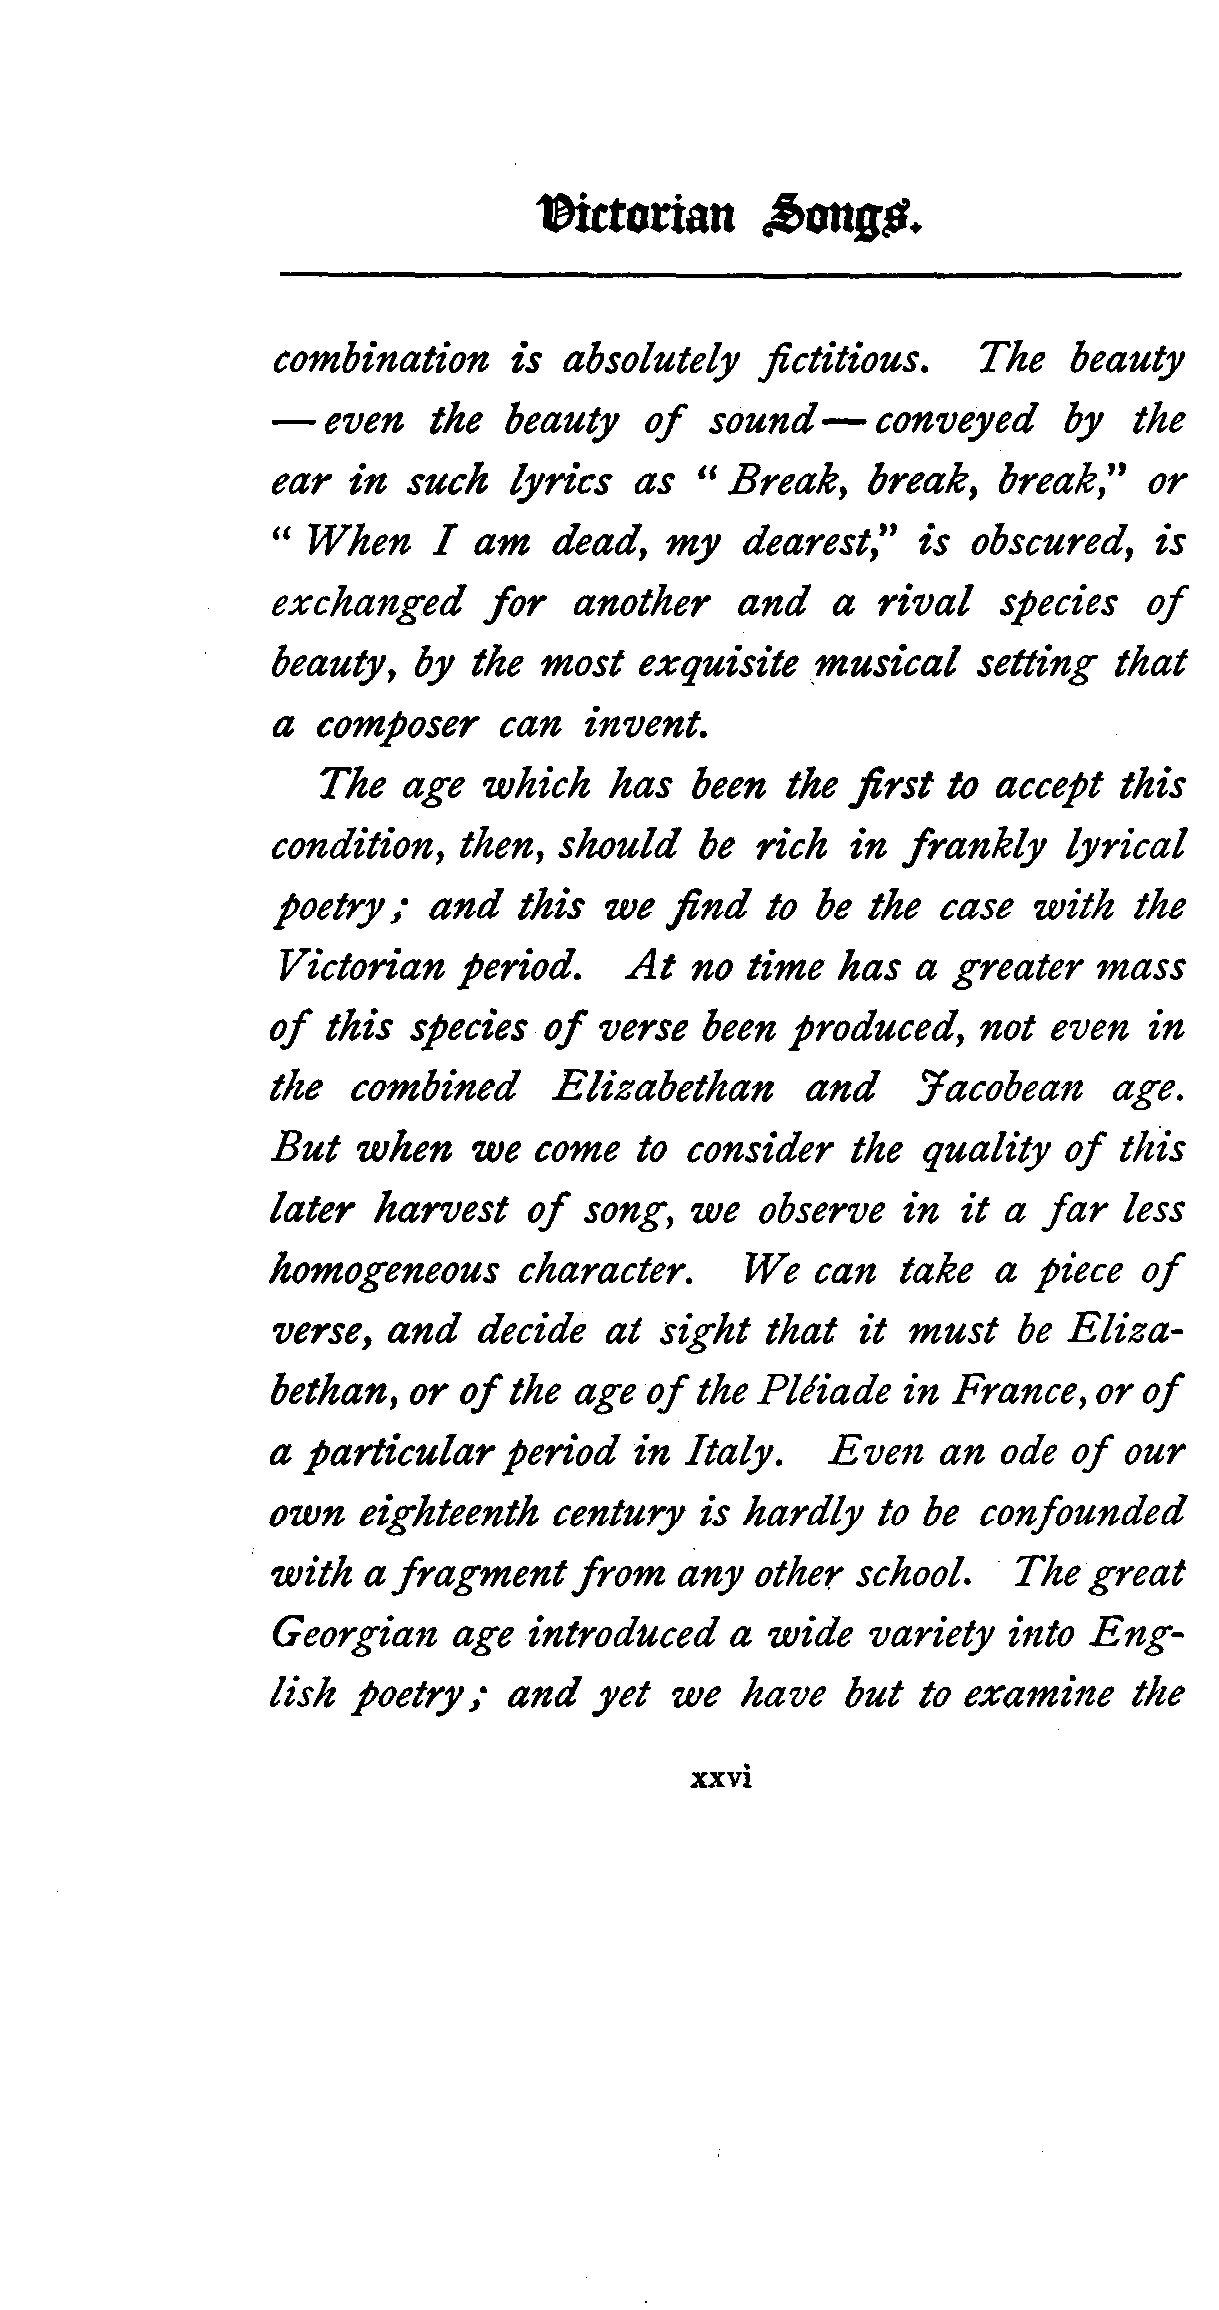 Victorian Songs.
combination is absolutely fictitious. The beauty
— even the beauty of sound — conveyed by the
ear in such lyrics as “ Break, break, break,” or
“ When I am dead, my dearest,” is obscured, is
exchanged for another and a rival species of
beauty, by the most exquisite musical setting that
a composer can invent.
The age which has been the first to accept this
condition, then, should be rich in frankly lyrical
poetry ; and this we find to be the case with the
Victorian period. At no time has a greater mass
of this species of verse been produced, not even in
the combined Elizabethan and Jacobean age.
But when we come to consider the quality of this
later harvest of song, we observe in it a far less
homogeneous character. We can take a piece of
verse, and decide at sight that it must be Eliza-
bethan, or of the age of the Pléiade in France, or of
a particular period in Italy. Even an ode of our
own eighteenth century is hardly to be confounded
with a fragment from any other school. The great
Georgian age introduced a wide variety into Eng-
lish poetry ; and yet we have but to examine the
xxvi